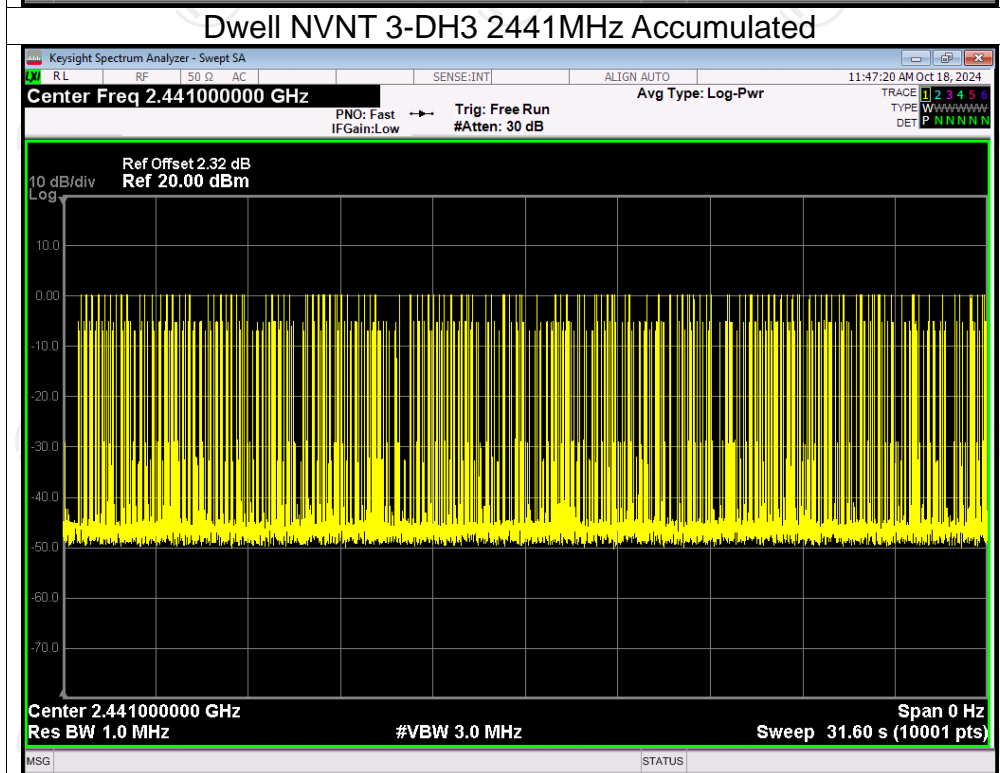 Dwell NVNT 3-DH3 2441MHz Accumulated
Keysight Spectrum Analyzer - Swept SA
LXI RL RF 50 Ω AC SENSE:INT ALIGN AUTO 11:47:20 AM Oct 18, 2024
Center Freq 2.441000000 GHz Avg Type: Log-Pwr TRACE 1 2 3 4 5 6
PNO: Fast Trig: Free Run TYPE WWWWWW
IFGain:Low #Atten: 30 dB DET P N N N N N
Ref Offset 2.32 dB
10 dB/div Ref 20.00 dBm
Log
10.0
0.00
-10.0
-20.0
-30.0
-40.0
-50.0
-60.0
-70.0
Center 2.441000000 GHz Span 0 Hz
Res BW 1.0 MHz #VBW 3.0 MHz Sweep 31.60 s (10001 pts)
MSG STATUS